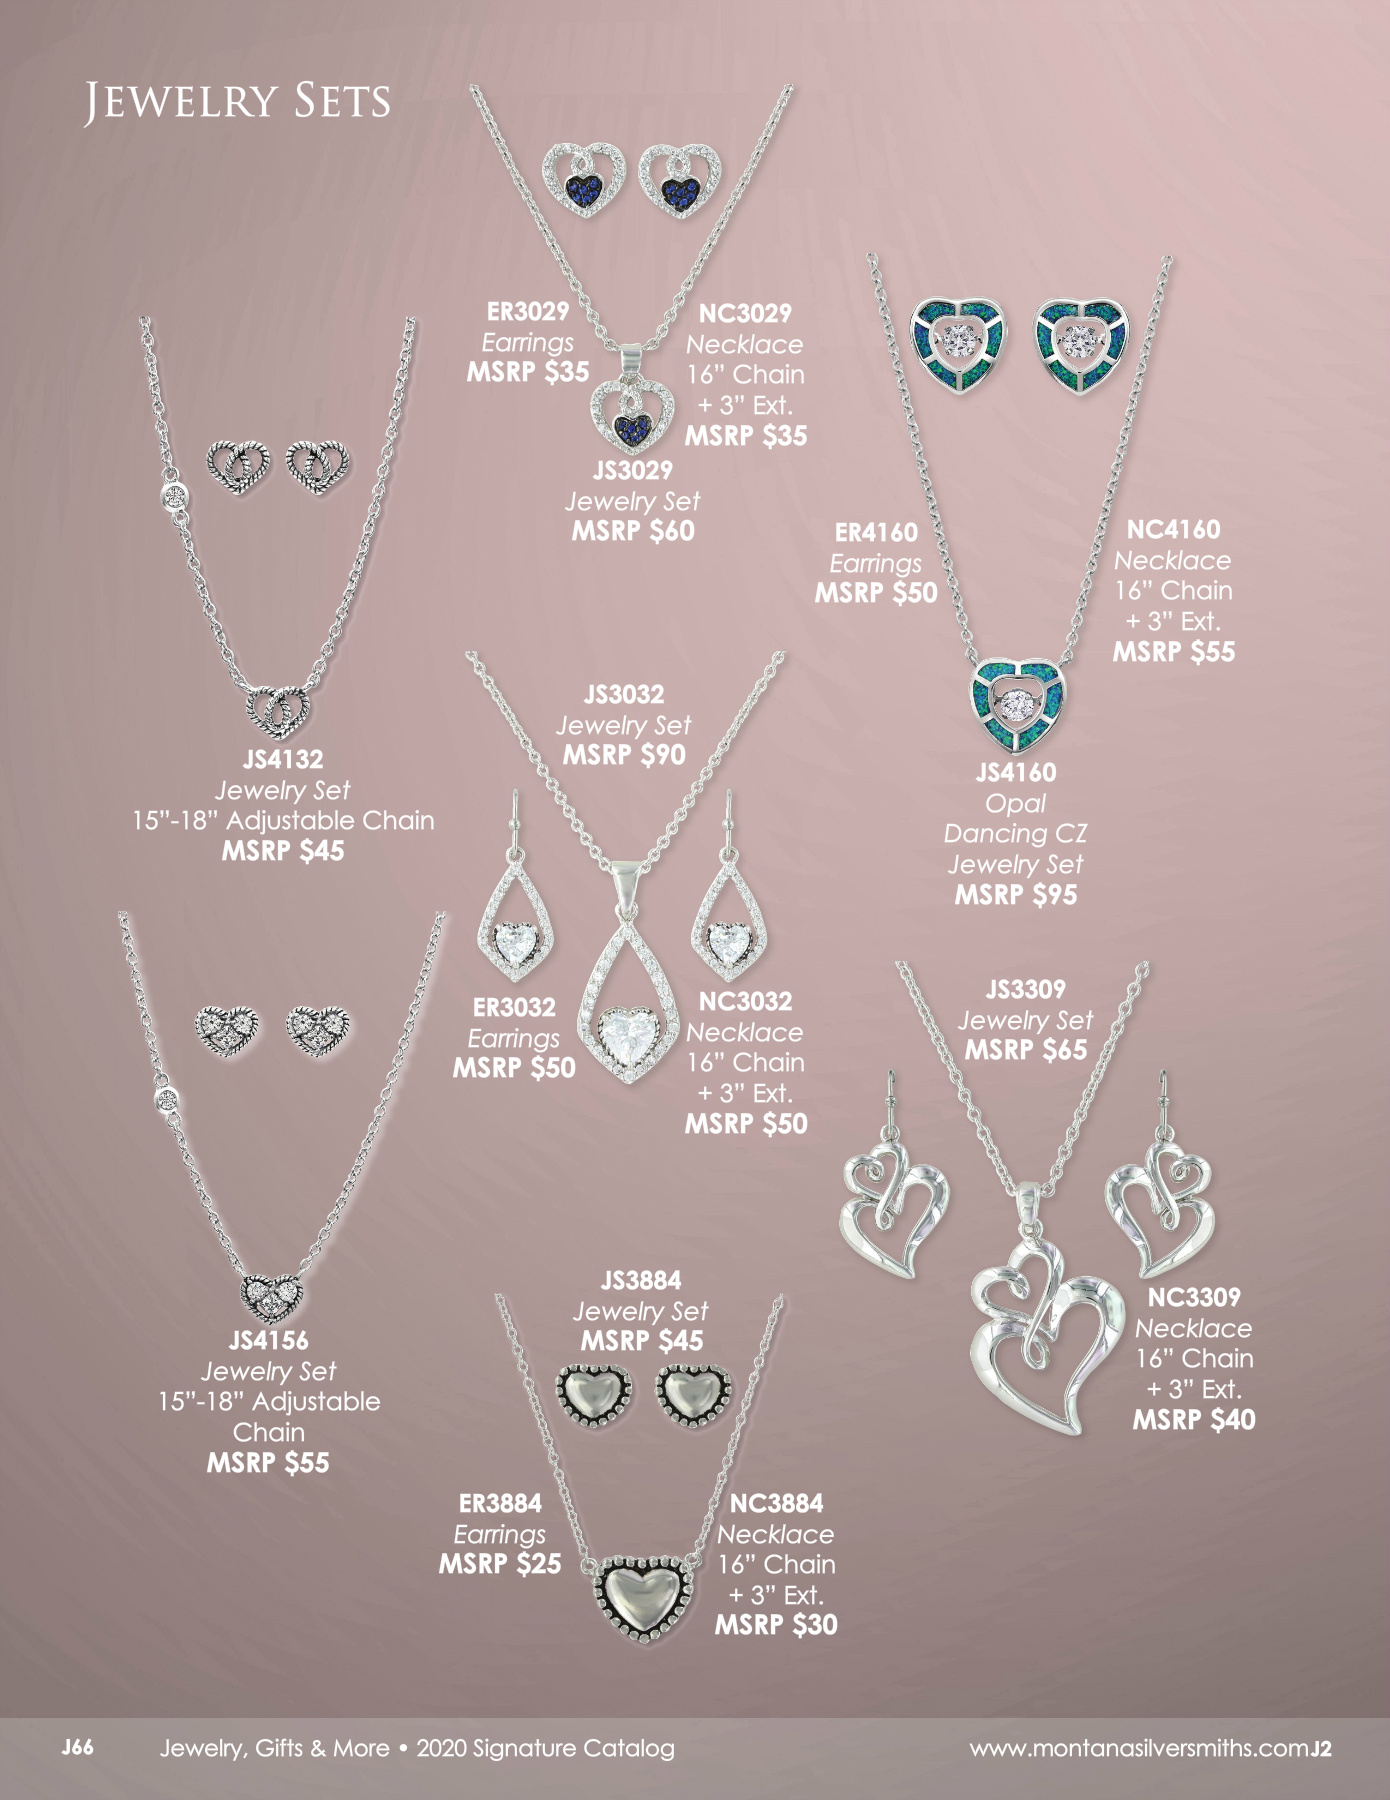 Jewelry Sets
ER3029
Earrings
MSRP $35
NC3029
Necklace
16” Chain
+ 3” Ext.
MSRP $35
JS3029
Jewelry Set
MSRP $60
ER4160
Earrings
MSRP $50
NC4160
Necklace
16” Chain
+ 3” Ext.
MSRP $55
JS4160
Opal
Dancing CZ
Jewelry Set
MSRP $95
JS4132
Jewelry Set
15”-18” Adjustable Chain
MSRP $45
JS3032
Jewelry Set
MSRP $90
ER3032
Earrings
MSRP $50
NC3032
Necklace
16” Chain
+ 3” Ext.
MSRP $50
JS3309
Jewelry Set
MSRP $65
NC3309
Necklace
16” Chain
+ 3” Ext.
MSRP $40
JS4156
Jewelry Set
15”-18” Adjustable
Chain
MSRP $55
JS3884
Jewelry Set
MSRP $45
ER3884
Earrings
MSRP $25
NC3884
Necklace
16” Chain
+ 3” Ext.
MSRP $30
J66 Jewelry, Gifts & More • 2020 Signature Catalog www.montanasilversmiths.comJ2